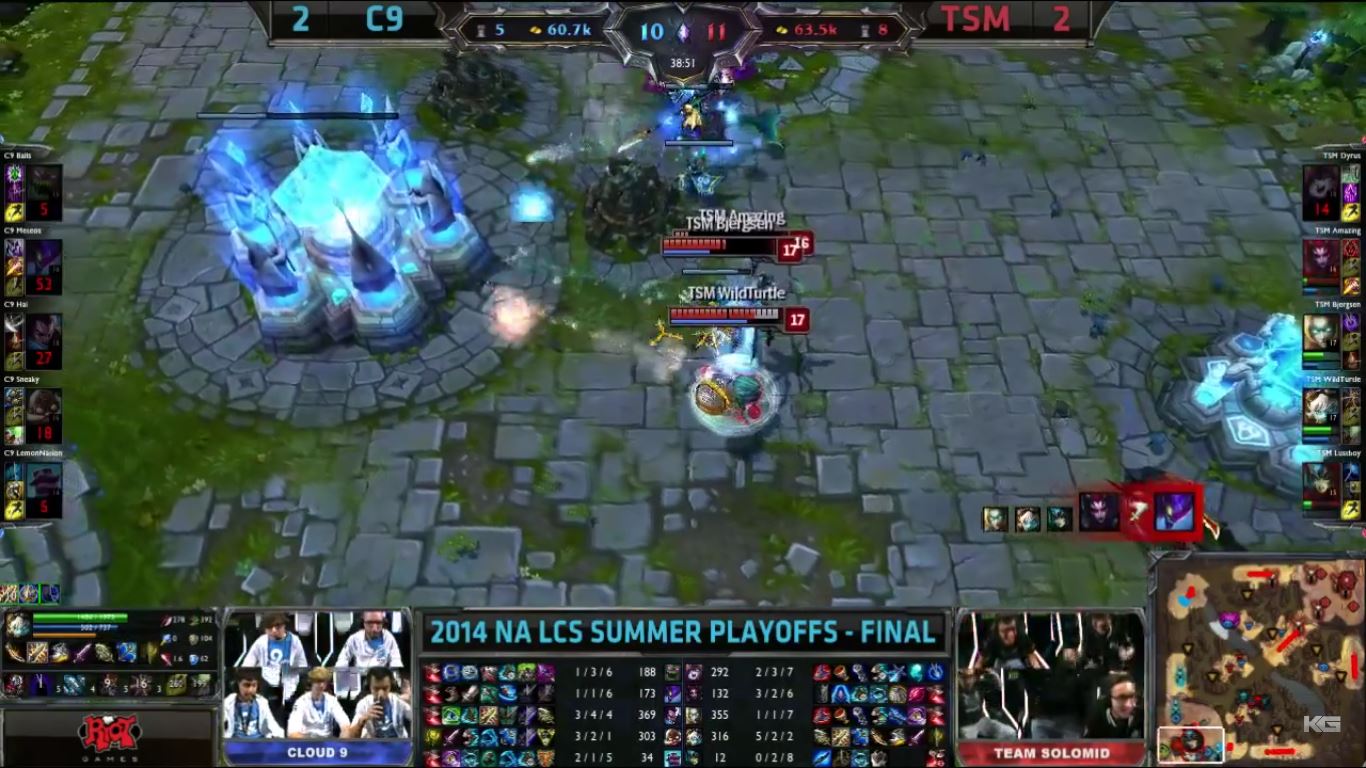 2 C9 5 60.7k 10 11 63.5k 8 TSM 2
38:51
C9 Balls
5
C9 Meteos
53
C9 Hai
27
C9 Sneaky
18
C9 LemonNation
5
TSM Dyrus
14
TSM Amazing
TSM Bjergsen
TSM WildTurtle
TSM Lustboy
TSM Amazing
TSM Bjergsen
17 16
TSM WildTurtle
17
2014 NA LCS SUMMER PLAYOFFS - FINAL
1/3/6 188 292 2/3/7
1/1/6 173 132 3/2/6
3/4/4 369 355 1/1/7
3/2/1 303 316 5/2/2
2/1/5 34 12 0/2/8
RIOT
GAMES
CLOUD 9
TEAM SOLOMID
KG